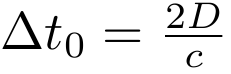 Δt₀ = 2D/c